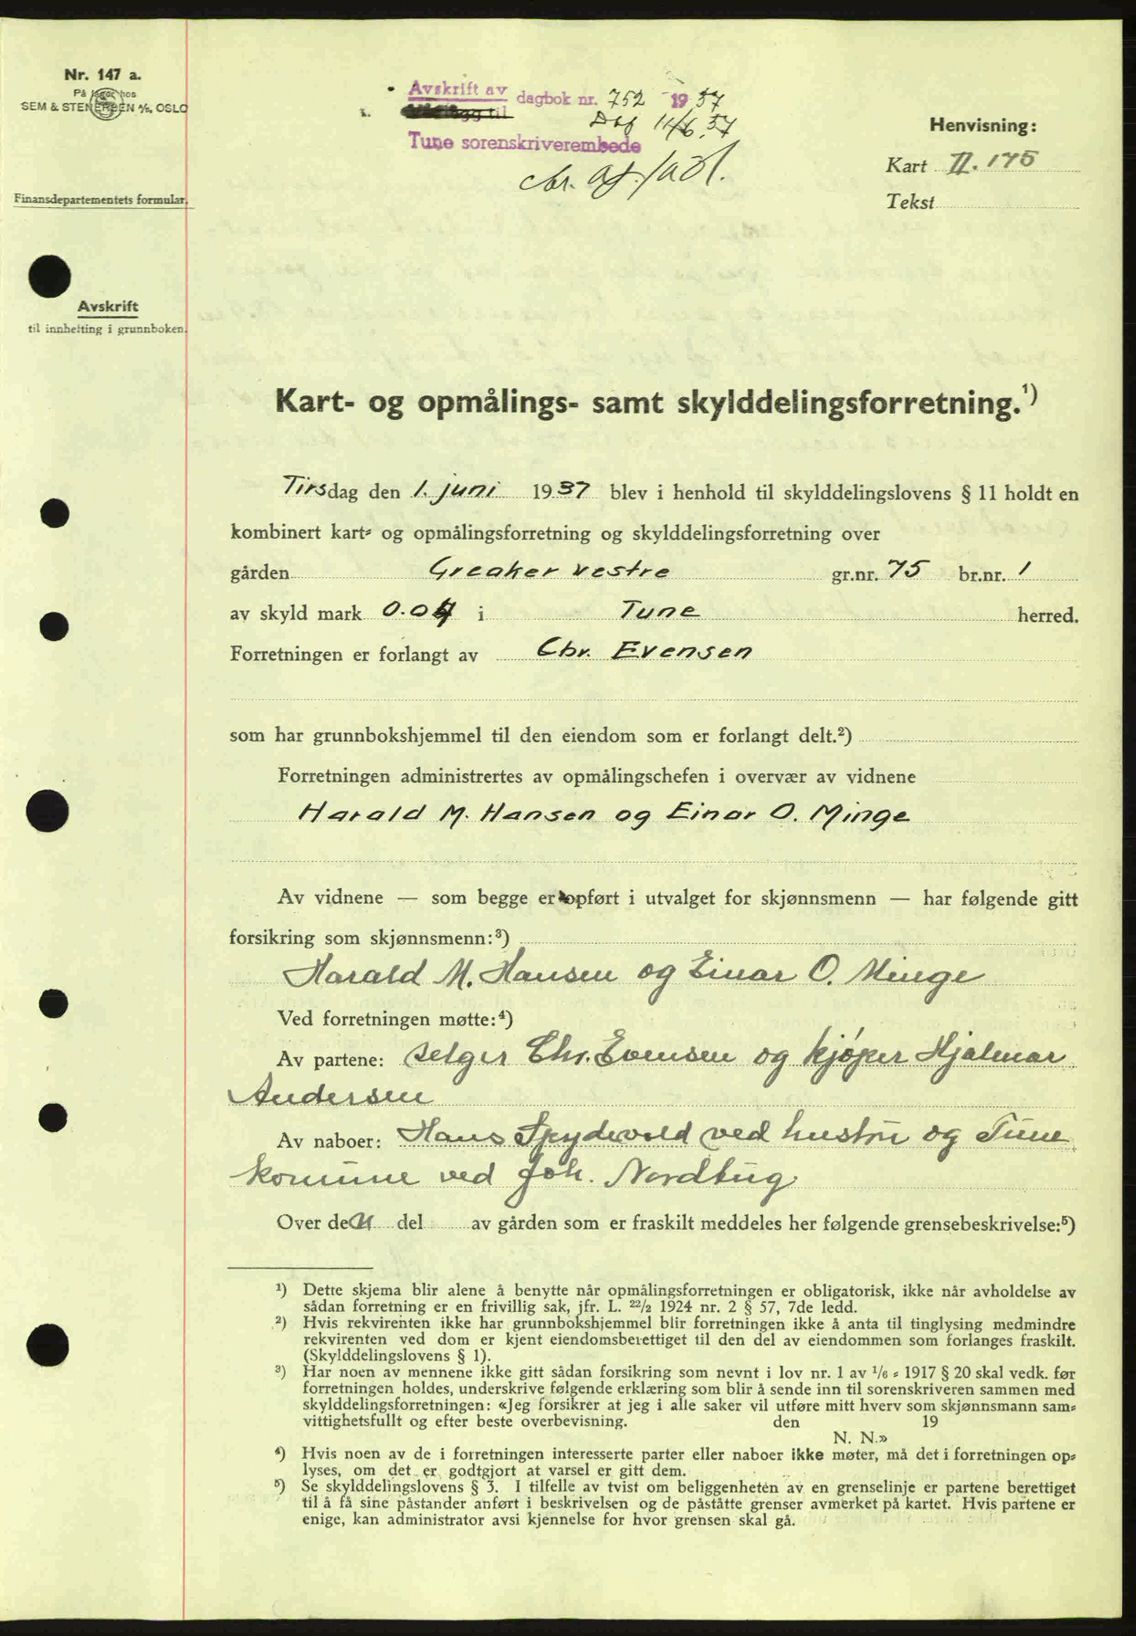 Nr. 147 a.
På lager hos
SEM & STENERSEN A/S, OSLO
Finansdepartementets formular.
Avskrift
til innhefting i grunnboken.
Avskrift av
dagbok nr. 752 1937
Tune sorenskriverembede
11/6.37
Henvisning:
Kart II. 175
Tekst
Kart- og opmålings- samt skylddelingsforretning.¹)
Tirsdag den 1. juni 1937 blev i henhold til skylddelingslovens § 11 holdt en
kombinert kart- og opmålingsforretning og skylddelingsforretning over
gården Greaker vestre gr.nr. 75 br.nr. 1
av skyld mark 0.04 i Tune herred.
Forretningen er forlangt av Chr. Evensen
som har grunnbokshjemmel til den eiendom som er forlangt delt.²)
Forretningen administrertes av opmålingschefen i overvær av vidnene
Harald M. Hansen og Einar O. Minge
Av vidnene — som begge er opført i utvalget for skjønnsmenn — har følgende gitt
forsikring som skjønnsmenn:³)
Harald M. Hansen og Einar O. Minge
Ved forretningen møtte:⁴)
Av partene: selger Chr. Evensen og kjøper Hjalmar
Andersen
Av naboer: Hans Spydevold ved hustru og Tune
komune ved Joh. Nordbug
Over den del av gården som er fraskilt meddeles her følgende grensebeskrivelse:⁵)
¹) Dette skjema blir alene å benytte når opmålingsforretningen er obligatorisk, ikke når avholdelse av
sådan forretning er en frivillig sak, jfr. L. 22/2 1924 nr. 2 § 57, 7de ledd.
²) Hvis rekvirenten ikke har grunnbokshjemmel blir forretningen ikke å anta til tinglysing medmindre
rekvirenten ved dom er kjent eiendomsberettiget til den del av eiendommen som forlanges fraskilt.
(Skylddelingslovens § 1).
³) Har noen av mennene ikke gitt sådan forsikring som nevnt i lov nr. 1 av 1/6 - 1917 § 20 skal vedk. før
forretningen holdes, underskrive følgende erklæring som blir å sende inn til sorenskriveren sammen med
skylddelingsforretningen: «Jeg forsikrer at jeg i alle saker vil utføre mitt hverv som skjønnsmann sam-
vittighetsfullt og efter beste overbevisning. den 19
N. N.»
⁴) Hvis noen av de i forretningen interesserte parter eller naboer ikke møter, må det i forretningen op-
lyses, om det er godtgjort at varsel er gitt dem.
⁵) Se skylddelingslovens § 3. I tilfelle av tvist om beliggenheten av en grenselinje er partene berettiget
til å få sine påstander anført i beskrivelsen og de påståtte grenser avmerket på kartet. Hvis partene er
enige, kan administrator avsi kjennelse for hvor grensen skal gå.